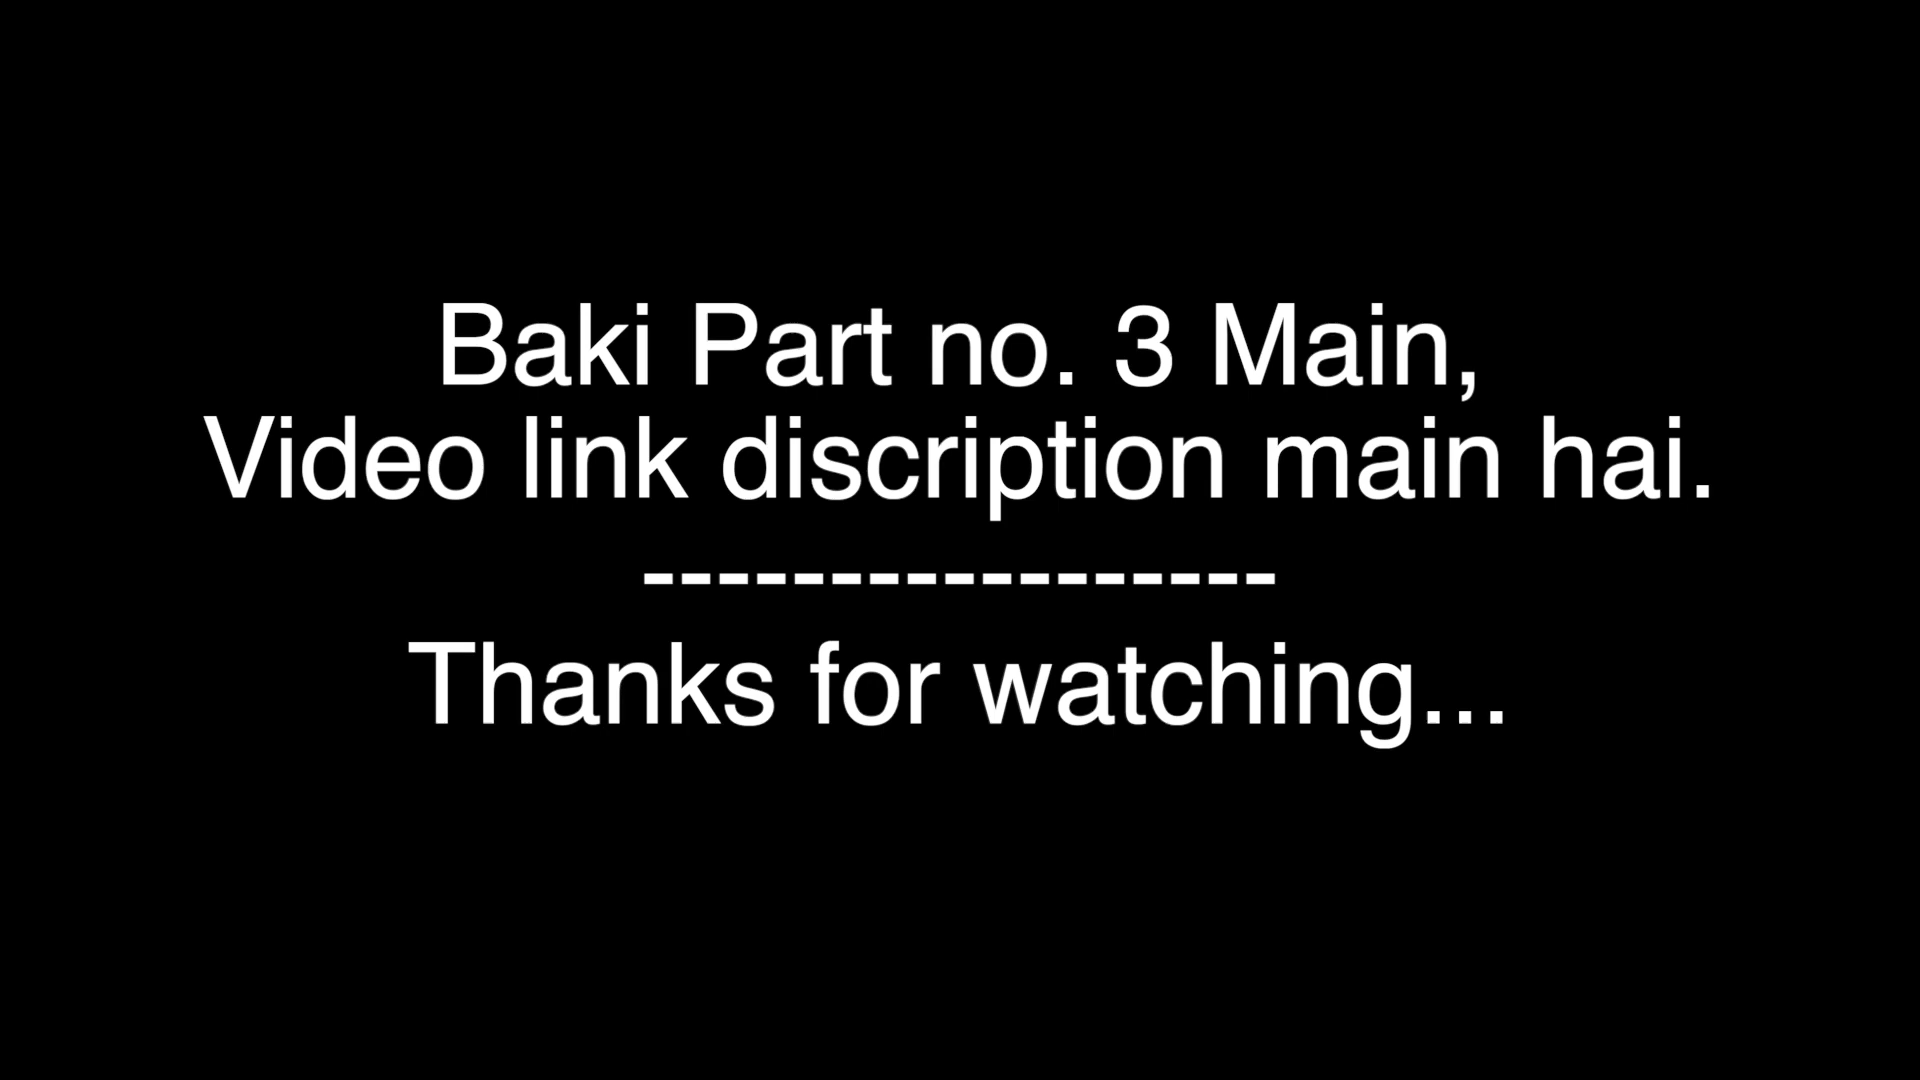 Baki Part no. 3 Main,
Video link discription main hai.
-----------------
Thanks for watching...